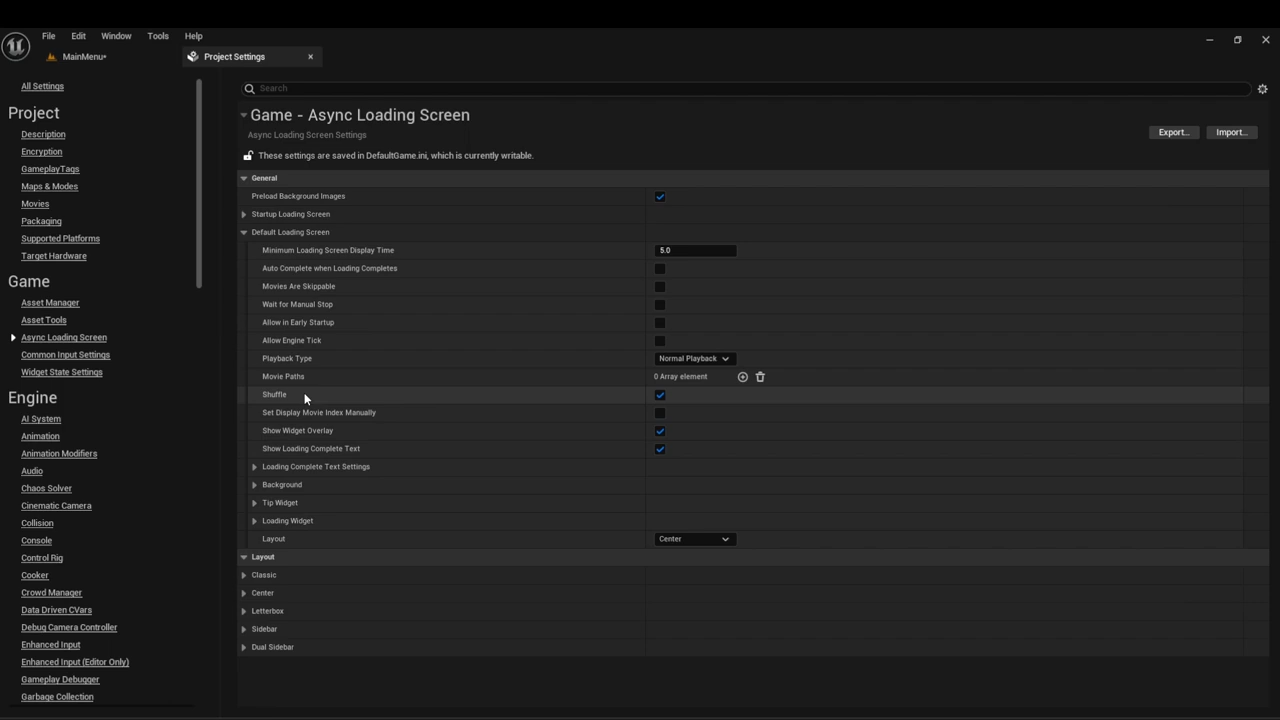 File Edit Window Tools Help
MainMenu*
Project Settings
All Settings
Project
Description
Encryption
GameplayTags
Maps & Modes
Movies
Packaging
Supported Platforms
Target Hardware
Game
Asset Manager
Asset Tools
Async Loading Screen
Common Input Settings
Widget State Settings
Engine
AI System
Animation
Animation Modifiers
Audio
Chaos Solver
Cinematic Camera
Collision
Console
Control Rig
Cooker
Crowd Manager
Data Driven CVars
Debug Camera Controller
Enhanced Input
Enhanced Input (Editor Only)
Gameplay Debugger
Garbage Collection
Search
Game - Async Loading Screen
Async Loading Screen Settings
Export... Import...
These settings are saved in DefaultGame.ini, which is currently writable.
General
Preload Background Images
Startup Loading Screen
Default Loading Screen
Minimum Loading Screen Display Time 5.0
Auto Complete when Loading Completes
Movies Are Skippable
Wait for Manual Stop
Allow in Early Startup
Allow Engine Tick
Playback Type Normal Playback
Movie Paths 0 Array element
Shuffle
Set Display Movie Index Manually
Show Widget Overlay
Show Loading Complete Text
Loading Complete Text Settings
Background
Tip Widget
Loading Widget
Layout Center
Layout
Classic
Center
Letterbox
Sidebar
Dual Sidebar